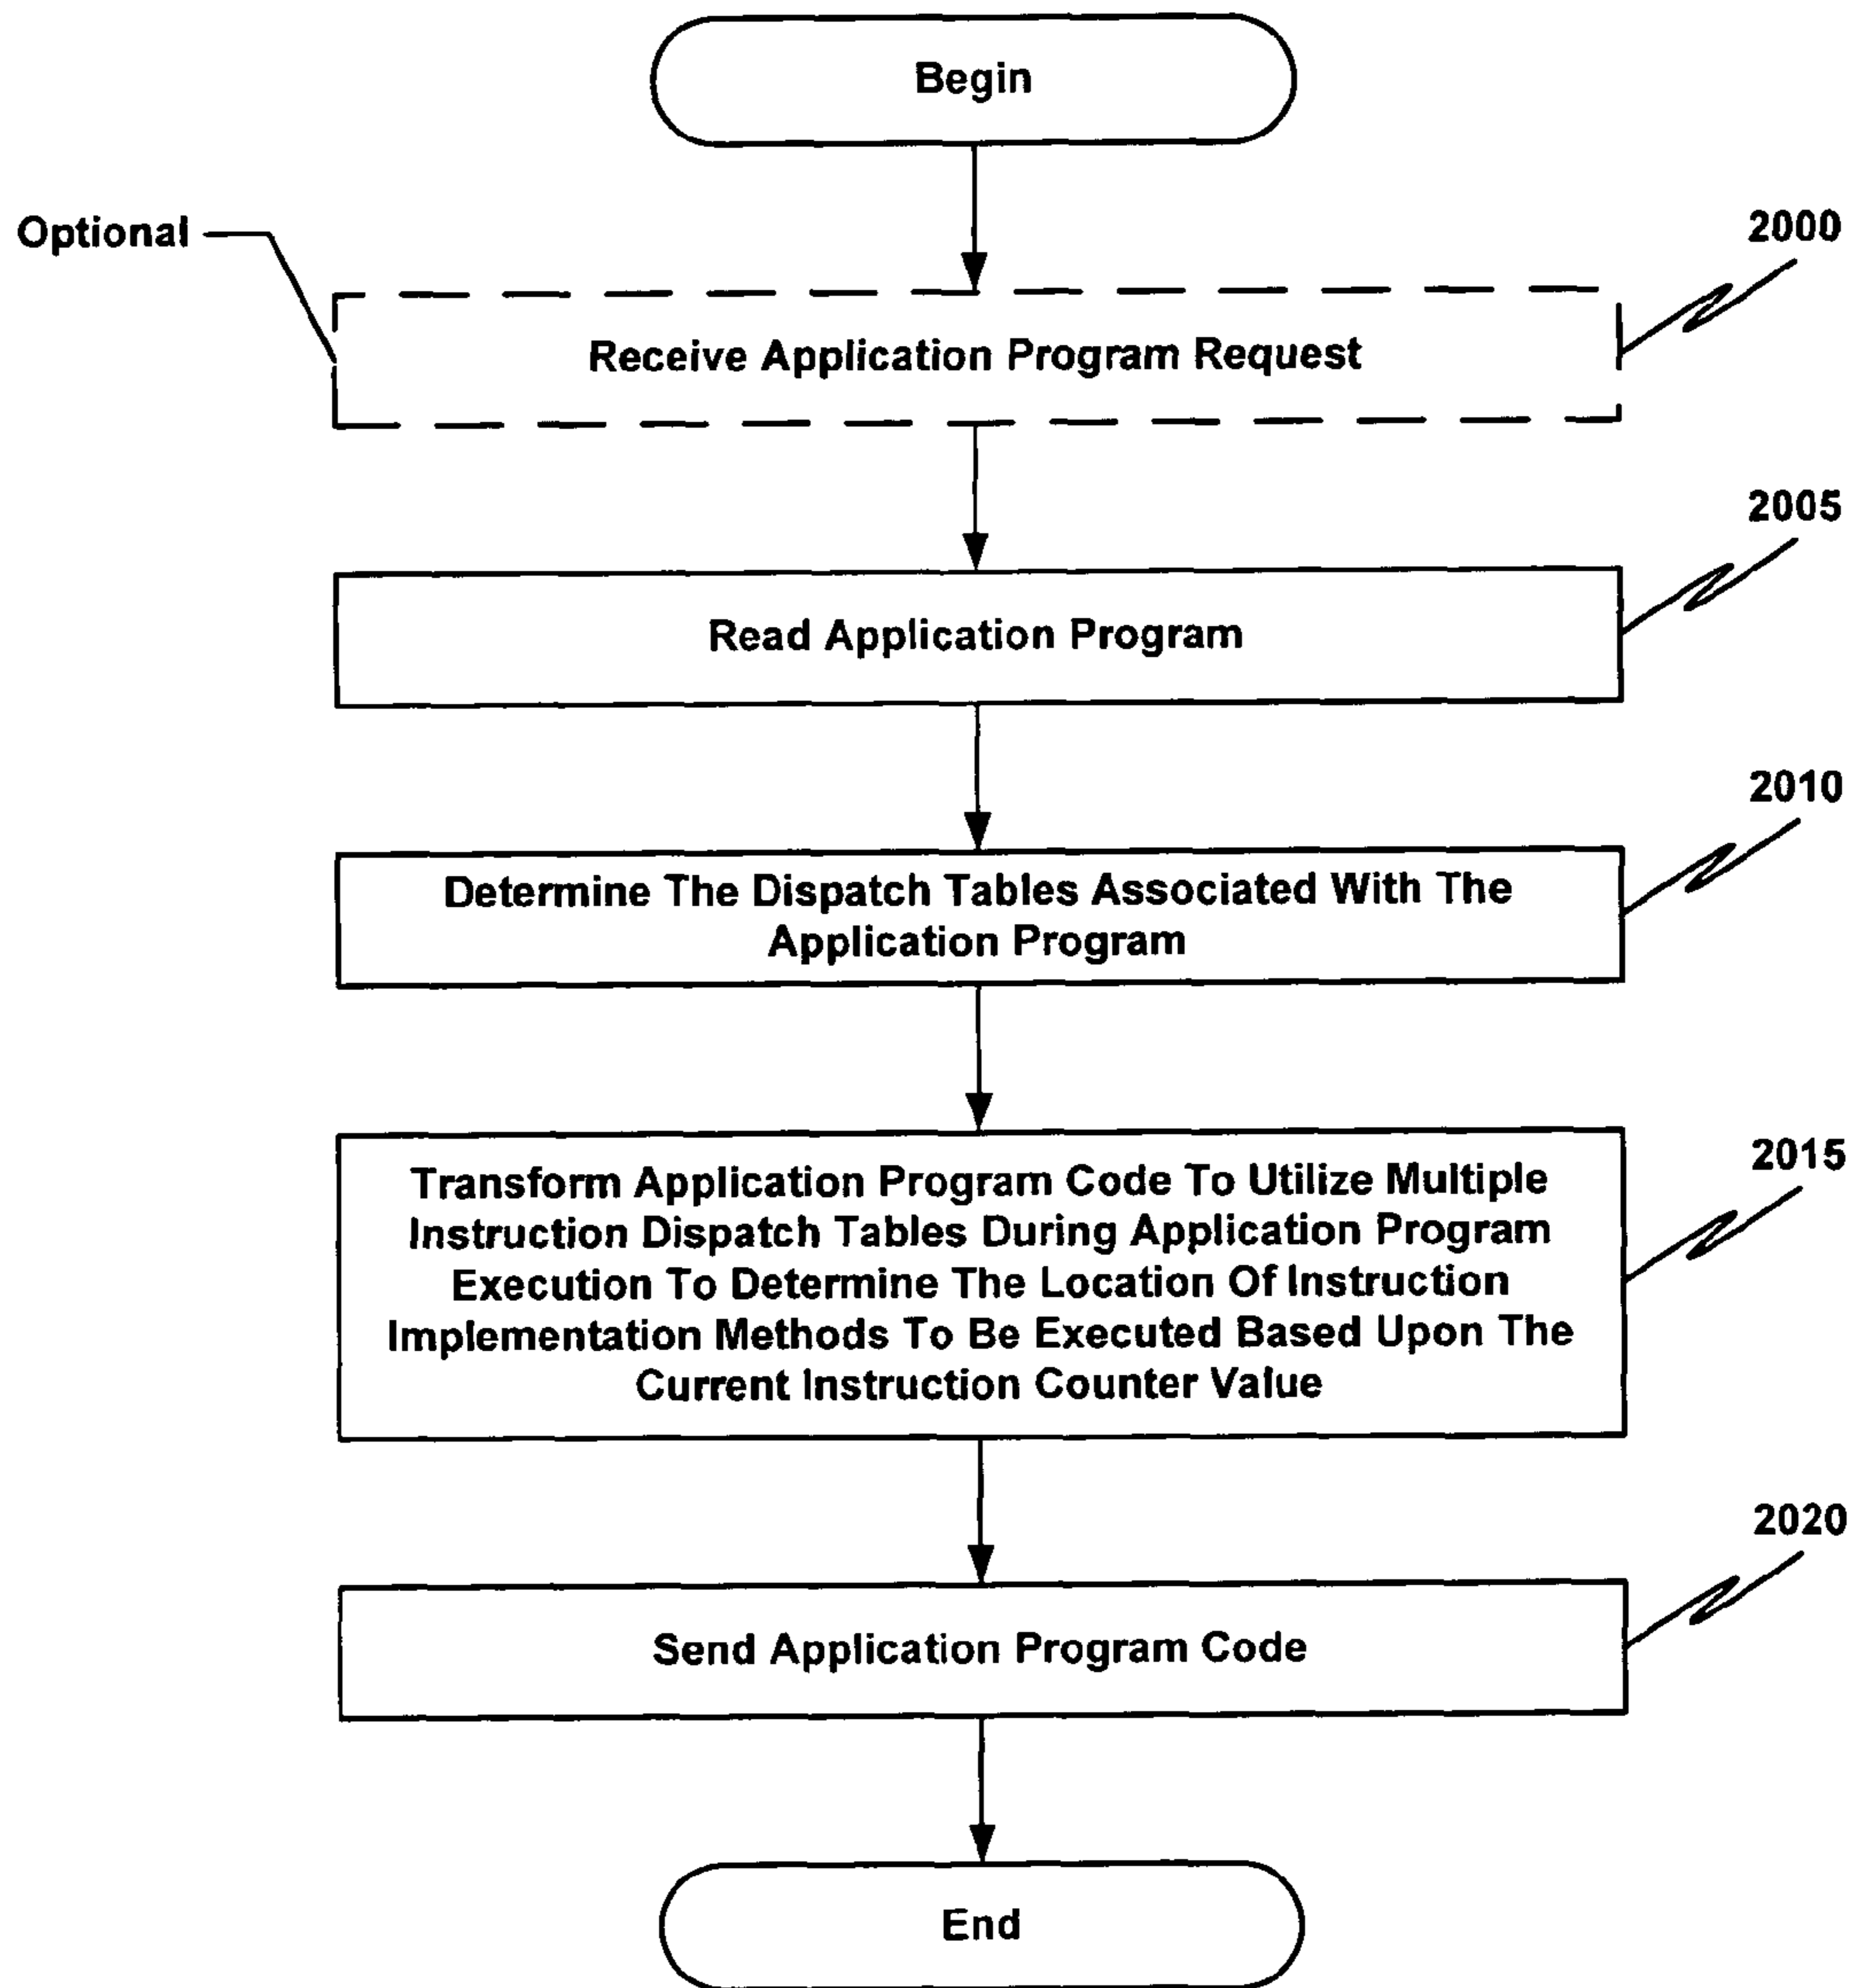 Begin
Optional
2000
Receive Application Program Request
2005
Read Application Program
2010
Determine The Dispatch Tables Associated With The
Application Program
2015
Transform Application Program Code To Utilize Multiple
Instruction Dispatch Tables During Application Program
Execution To Determine The Location Of Instruction
Implementation Methods To Be Executed Based Upon The
Current Instruction Counter Value
2020
Send Application Program Code
End